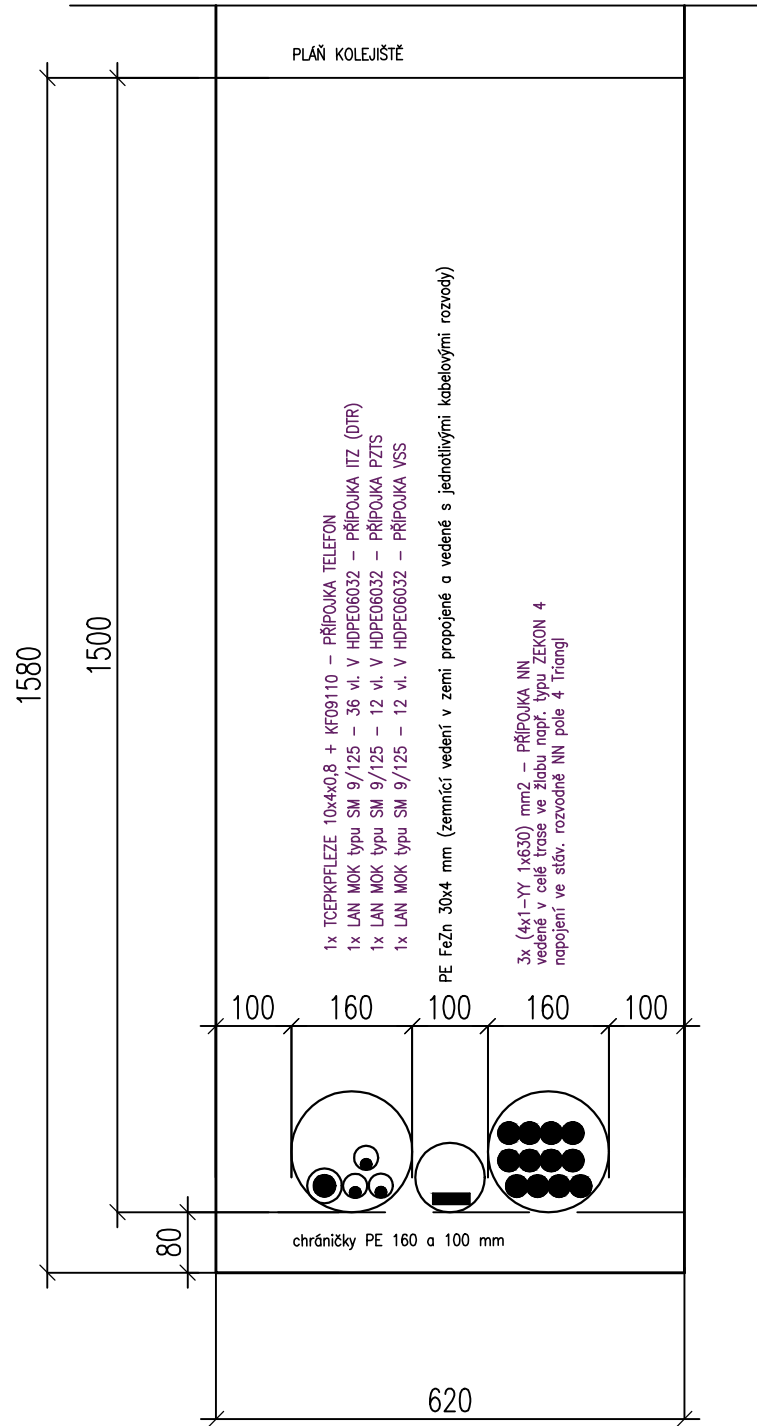 PLÁŇ KOLEJIŠTĚ
1580
1500
1x TCEPKPFLEZE 10x4x0,8 + KF09110 – PŘÍPOJKA TELEFON
1x LAN MOK typu SM 9/125 – 36 vl. V HDPE06032 – PŘÍPOJKA ITZ (DTR)
1x LAN MOK typu SM 9/125 – 12 vl. V HDPE06032 – PŘÍPOJKA PZTS
1x LAN MOK typu SM 9/125 – 12 vl. V HDPE06032 – PŘÍPOJKA VSS
PE FeZn 30x4 mm (zemnící vedení v zemi propojené a vedené s jednotlivými kabelovými rozvody)
3x (4x1–YY 1x630) mm2 – PŘÍPOJKA NN
vedené v celé trase ve žlabu např. typu ZEKON 4
napojení ve stáv. rozvodně NN pole 4 Triangl
100 160 100 160 100
80
chráničky PE 160 a 100 mm
620